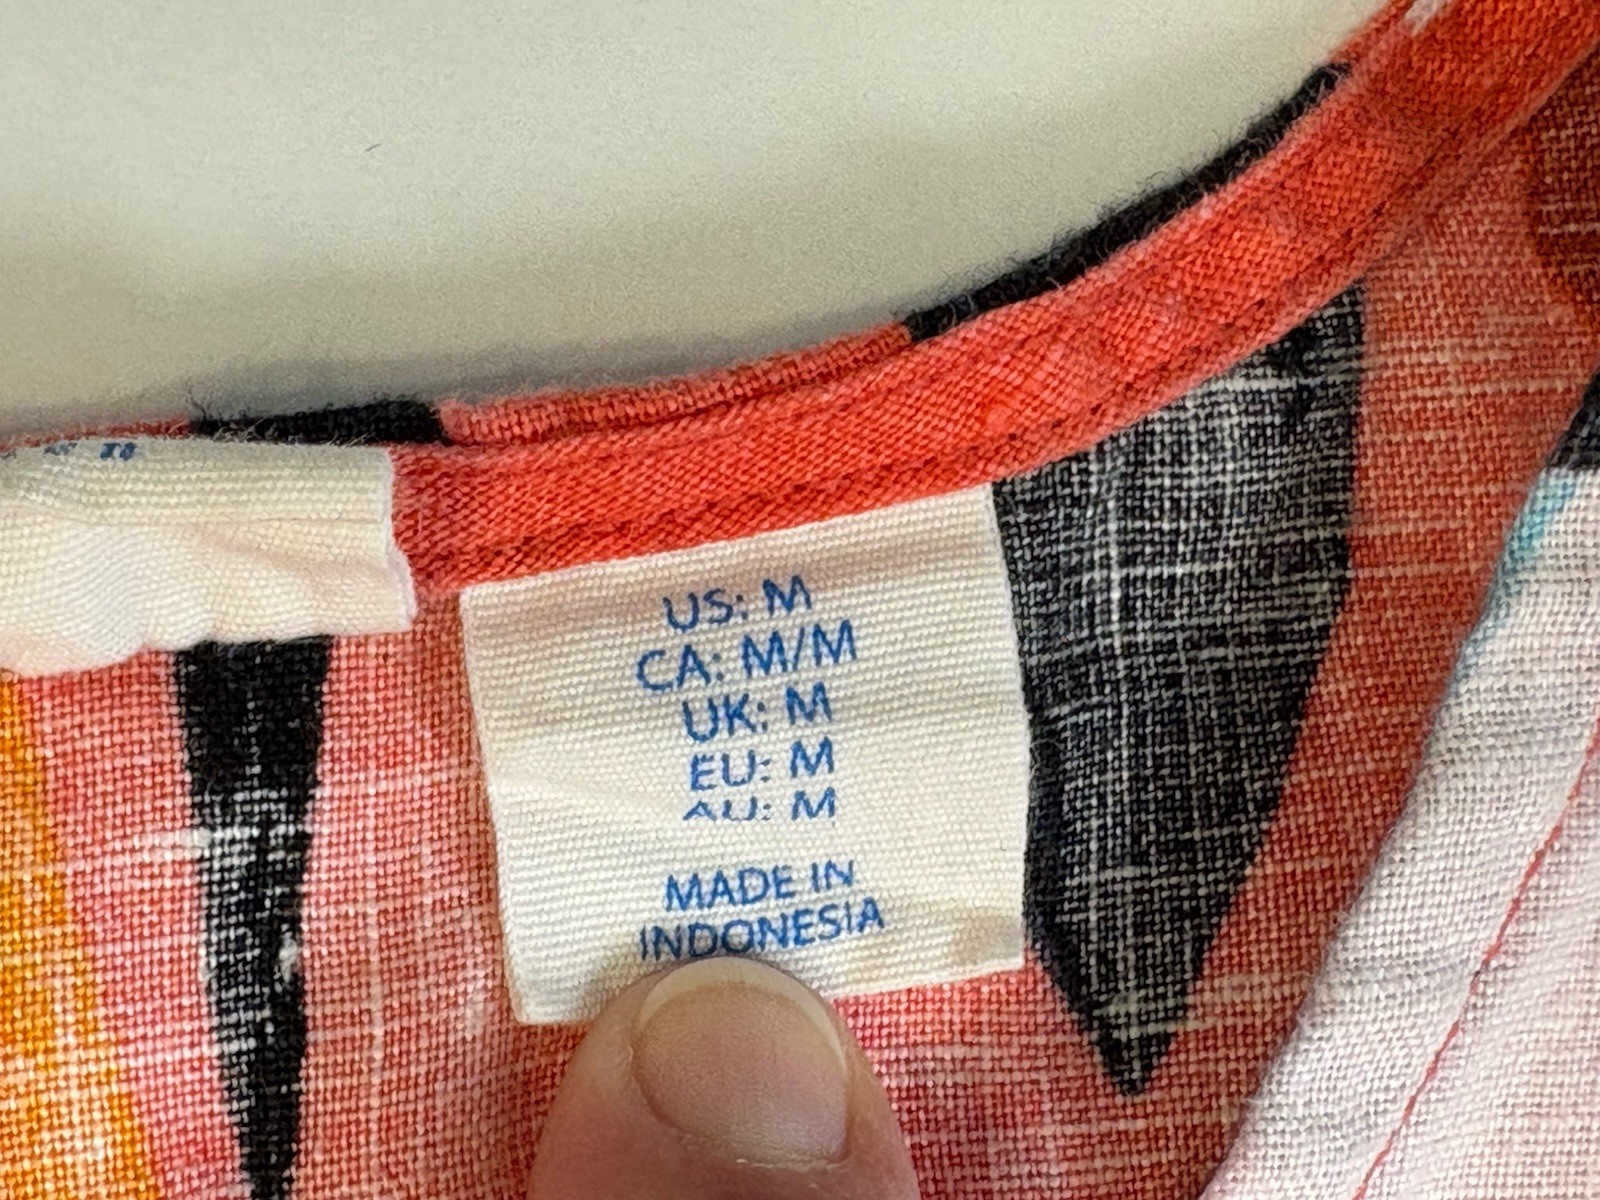 US: M
CA: M/M
UK: M
EU: M
AU: M
MADE IN
INDONESIA